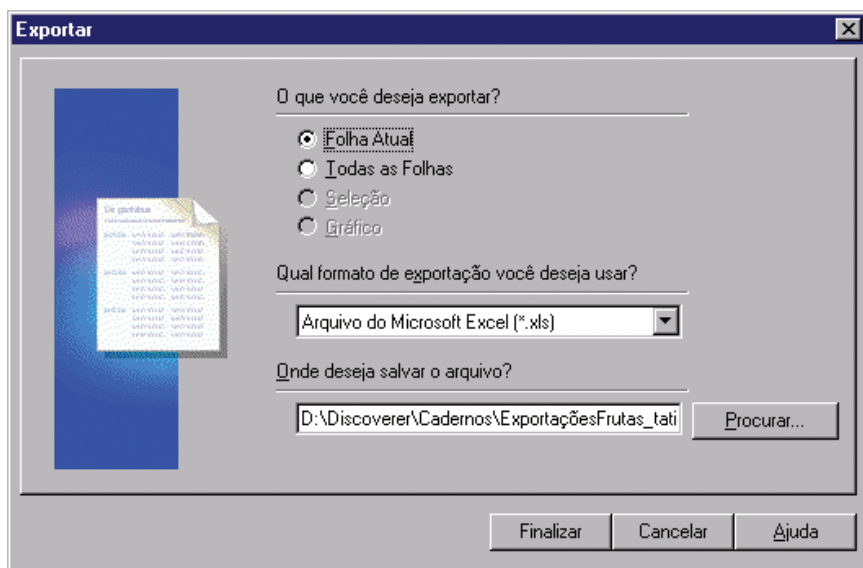 Exportar
O que você deseja exportar?
Folha Atual
Todas as Folhas
Seleção
Gráfico
Qual formato de exportação você deseja usar?
Arquivo do Microsoft Excel (*.xls)
Onde deseja salvar o arquivo?
D:\Discoverer\Cadernos\ExportaçõesFrutas_tati
Procurar...
Finalizar
Cancelar
Ajuda